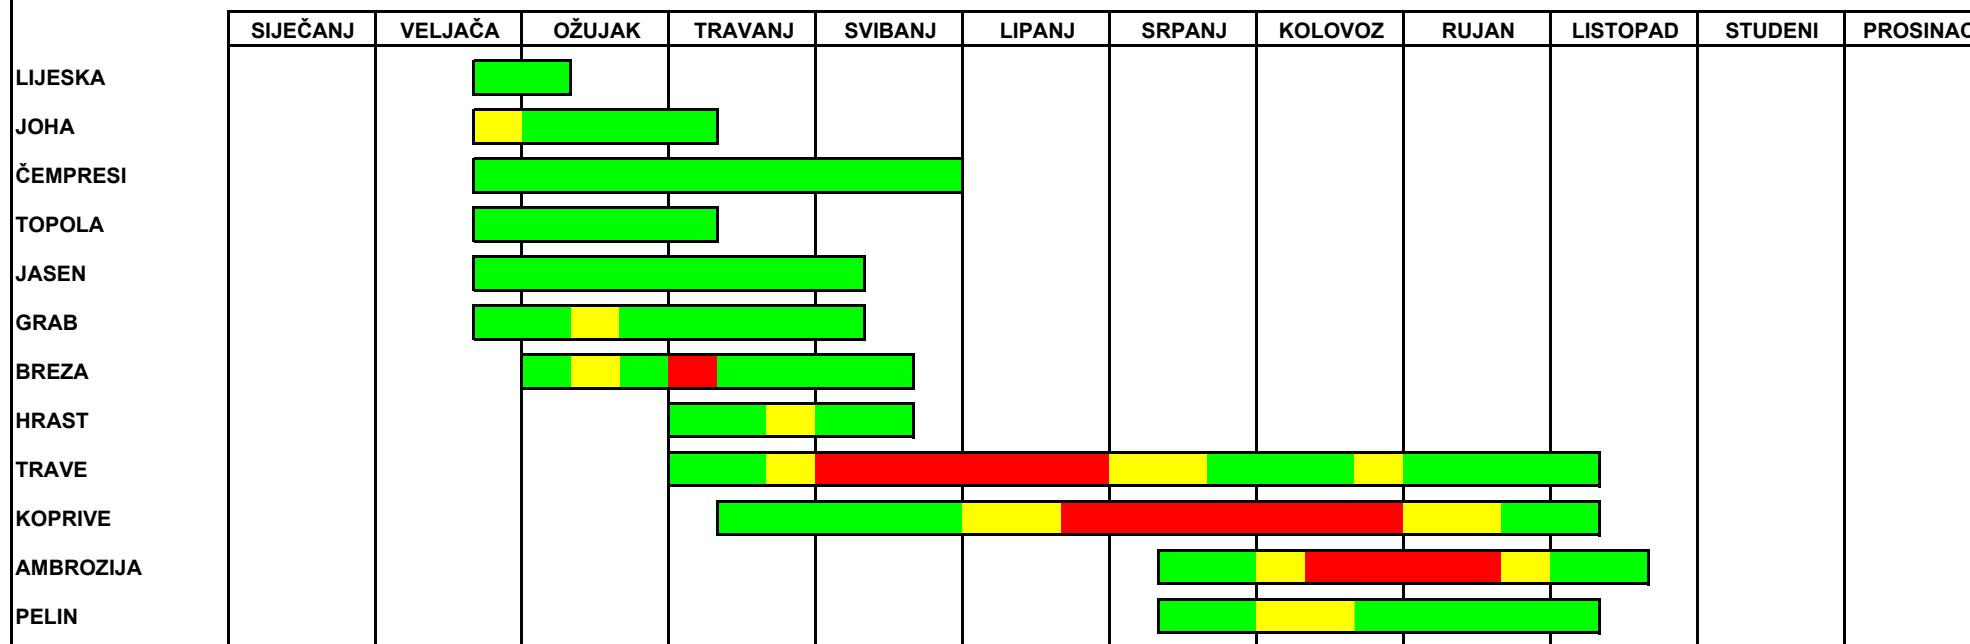 SIJEČANJ VELJAČA OŽUJAK TRAVANJ SVIBANJ LIPANJ SRPANJ KOLOVOZ RUJAN LISTOPAD STUDENI PROSINAC
LIJESKA
JOHA
ČEMPRESI
TOPOLA
JASEN
GRAB
BREZA
HRAST
TRAVE
KOPRIVE
AMBROZIJA
PELIN